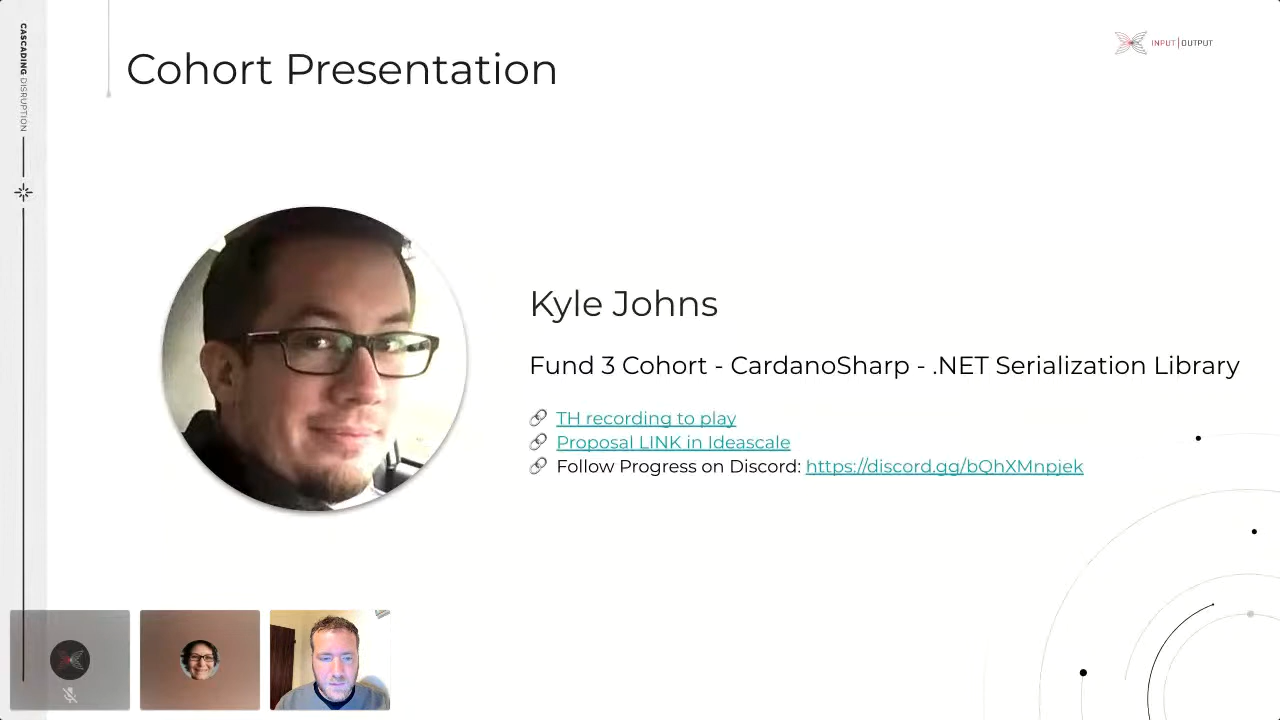 CASCADING DISRUPTION
Cohort Presentation
INPUT | OUTPUT
Kyle Johns
Fund 3 Cohort - CardanoSharp - .NET Serialization Library
TH recording to play
Proposal LINK in Ideascale
Follow Progress on Discord: https://discord.gg/bQhXMnpjek